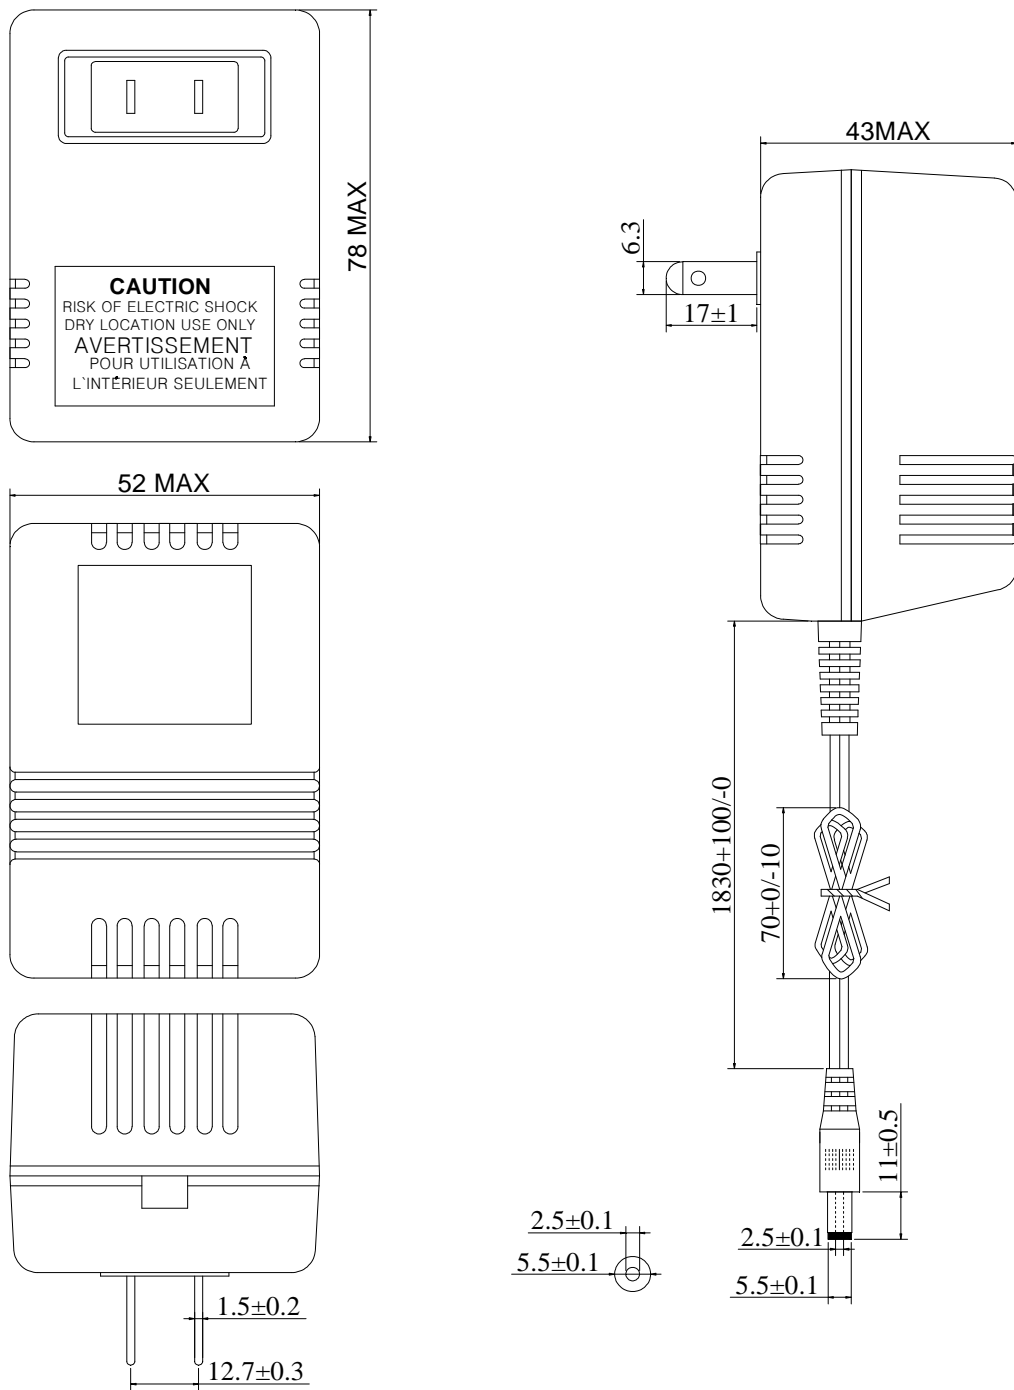 78 MAX
CAUTION
RISK OF ELECTRIC SHOCK
DRY LOCATION USE ONLY
AVERTISSEMENT
POUR UTILISATION À
L`INTÉRIEUR SEULEMENT
52 MAX
1.5±0.2
12.7±0.3
43MAX
6.3
17±1
1830+100/-0
70+0/-10
11±0.5
2.5±0.1
5.5±0.1
2.5±0.1
5.5±0.1